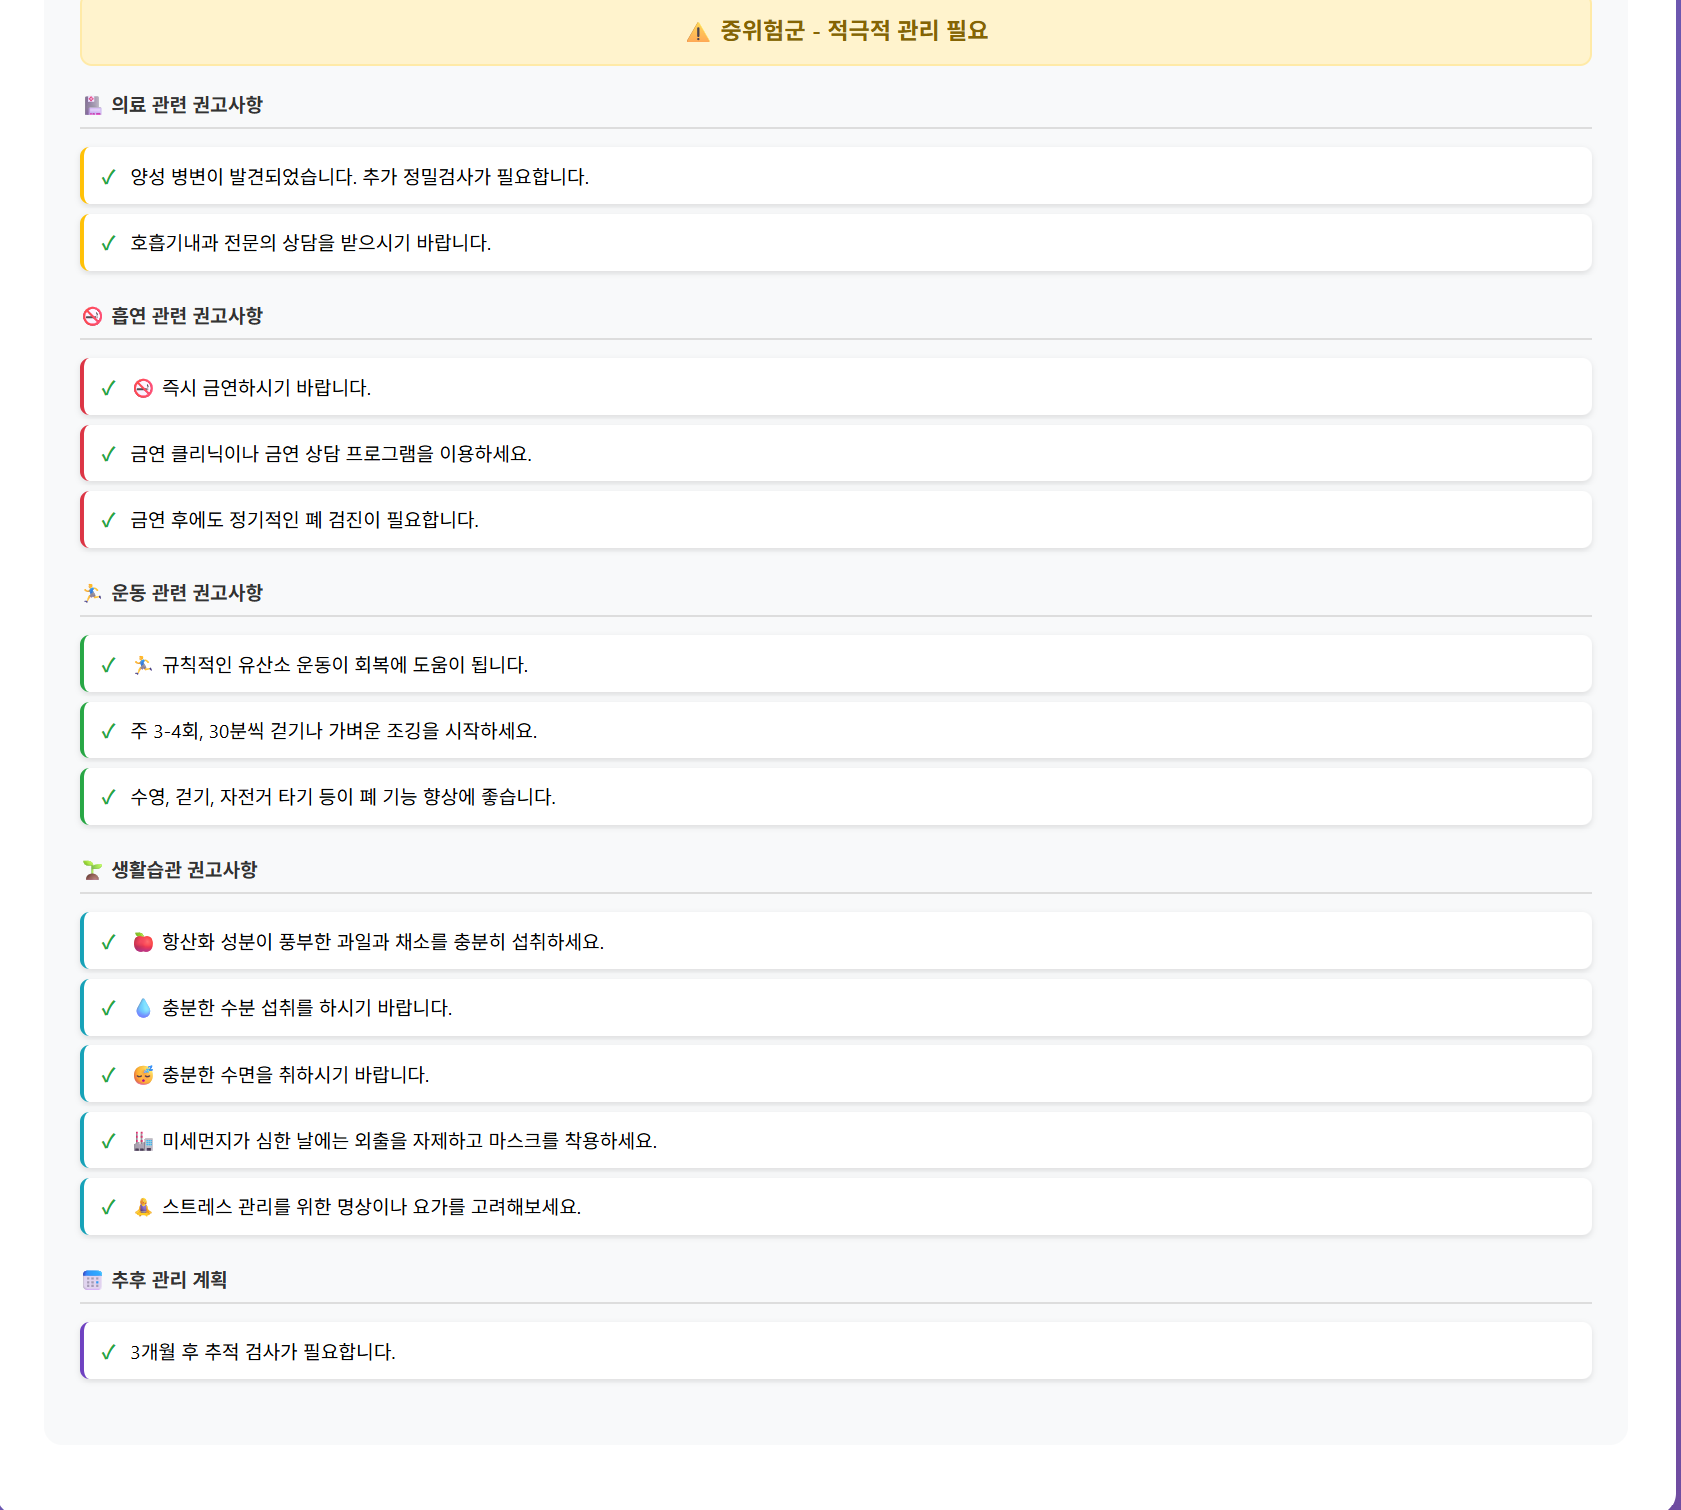 ⚠️ 중위험군 - 적극적 관리 필요
🏥 의료 관련 권고사항
✓ 양성 병변이 발견되었습니다. 추가 정밀검사가 필요합니다.
✓ 호흡기내과 전문의 상담을 받으시기 바랍니다.
🚭 흡연 관련 권고사항
✓ 🚭 즉시 금연하시기 바랍니다.
✓ 금연 클리닉이나 금연 상담 프로그램을 이용하세요.
✓ 금연 후에도 정기적인 폐 검진이 필요합니다.
🏃‍♂️ 운동 관련 권고사항
✓ 🏃‍♂️ 규칙적인 유산소 운동이 회복에 도움이 됩니다.
✓ 주 3-4회, 30분씩 걷기나 가벼운 조깅을 시작하세요.
✓ 수영, 걷기, 자전거 타기 등이 폐 기능 향상에 좋습니다.
🌱 생활습관 권고사항
✓ 🍎 항산화 성분이 풍부한 과일과 채소를 충분히 섭취하세요.
✓ 💧 충분한 수분 섭취를 하시기 바랍니다.
✓ 😴 충분한 수면을 취하시기 바랍니다.
✓ 🏭 미세먼지가 심한 날에는 외출을 자제하고 마스크를 착용하세요.
✓ 🧘‍♀️ 스트레스 관리를 위한 명상이나 요가를 고려해보세요.
🗓️ 추후 관리 계획
✓ 3개월 후 추적 검사가 필요합니다.